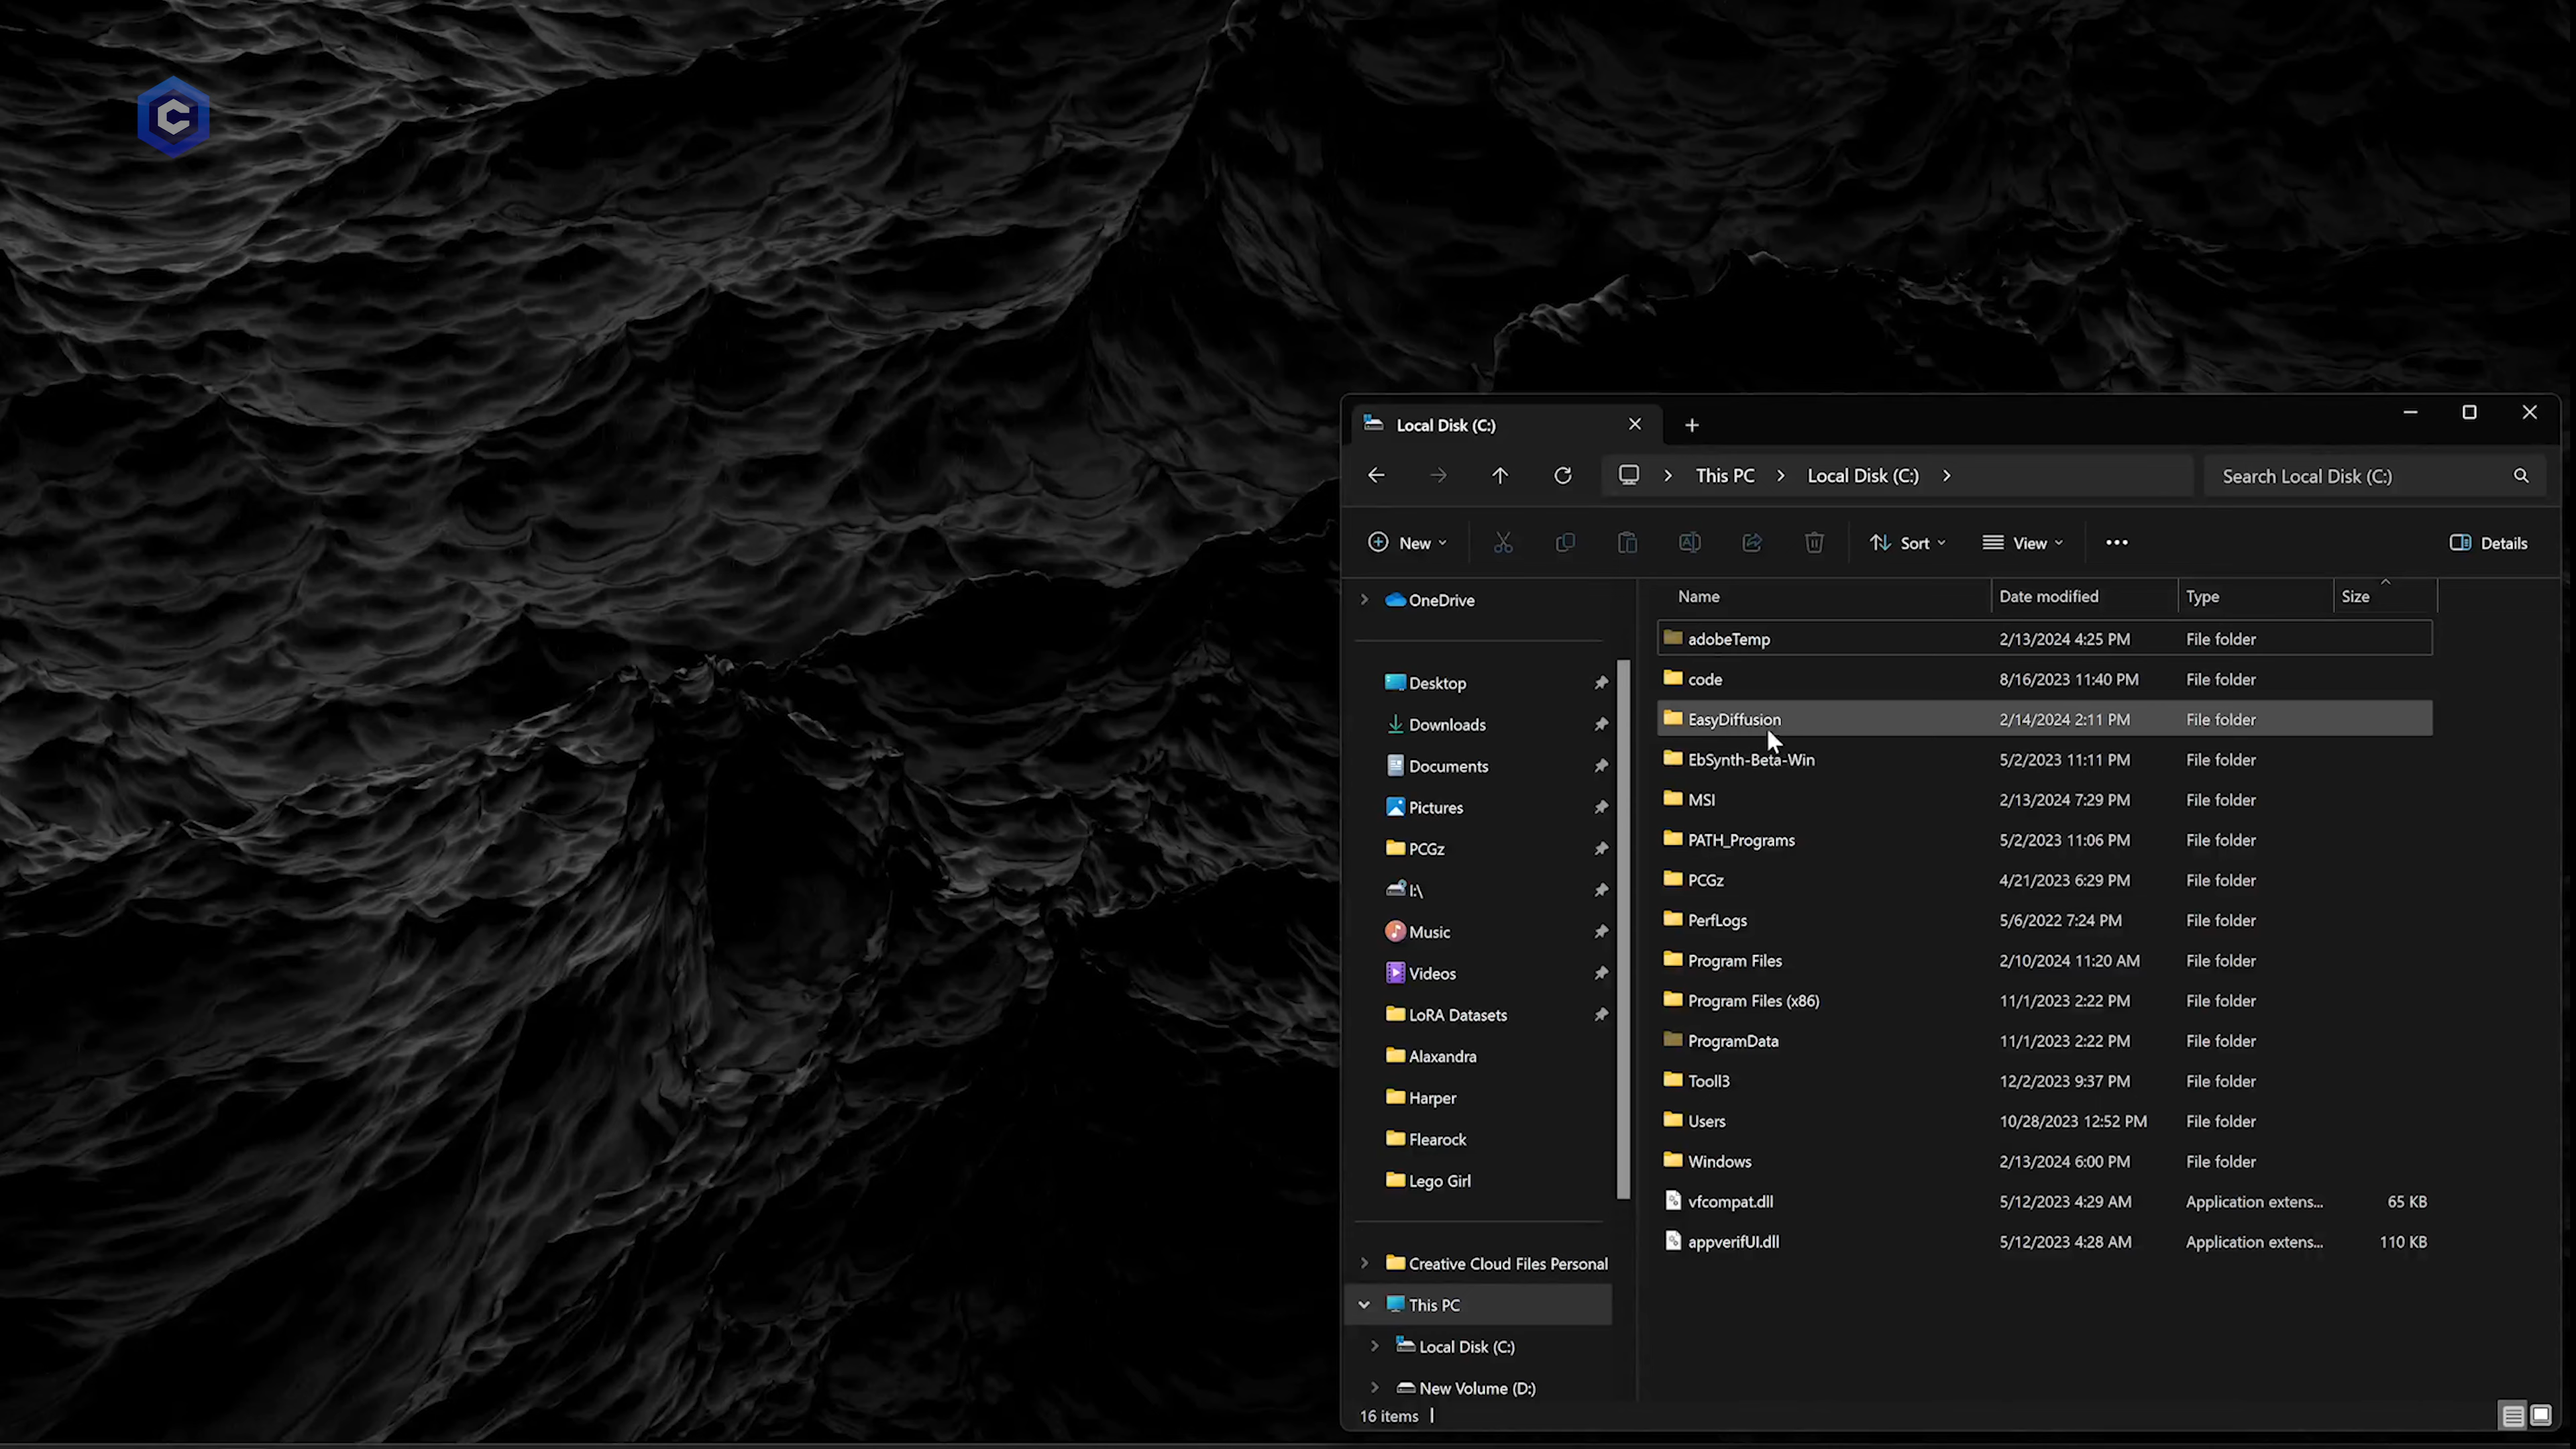 C
Local Disk (C:)
This PC > Local Disk (C:) >
Search Local Disk (C:)
New
Sort
View
Details
OneDrive
Desktop
Downloads
Documents
Pictures
PCGz
I:\
Music
Videos
LoRA Datasets
Alaxandra
Harper
Flearock
Lego Girl
Creative Cloud Files Personal
This PC
Local Disk (C:)
New Volume (D:)
Name Date modified Type Size
adobeTemp 2/13/2024 4:25 PM File folder
code 8/16/2023 11:40 PM File folder
EasyDiffusion 2/14/2024 2:11 PM File folder
EbSynth-Beta-Win 5/2/2023 11:11 PM File folder
MSI 2/13/2024 7:29 PM File folder
PATH_Programs 5/2/2023 11:06 PM File folder
PCGz 4/21/2023 6:29 PM File folder
PerfLogs 5/6/2022 7:24 PM File folder
Program Files 2/10/2024 11:20 AM File folder
Program Files (x86) 11/1/2023 2:22 PM File folder
ProgramData 11/1/2023 2:22 PM File folder
Tooll3 12/2/2023 9:37 PM File folder
Users 10/28/2023 12:52 PM File folder
Windows 2/13/2024 6:00 PM File folder
vfcompat.dll 5/12/2023 4:29 AM Application extens... 65 KB
appverifUI.dll 5/12/2023 4:28 AM Application extens... 110 KB
16 items